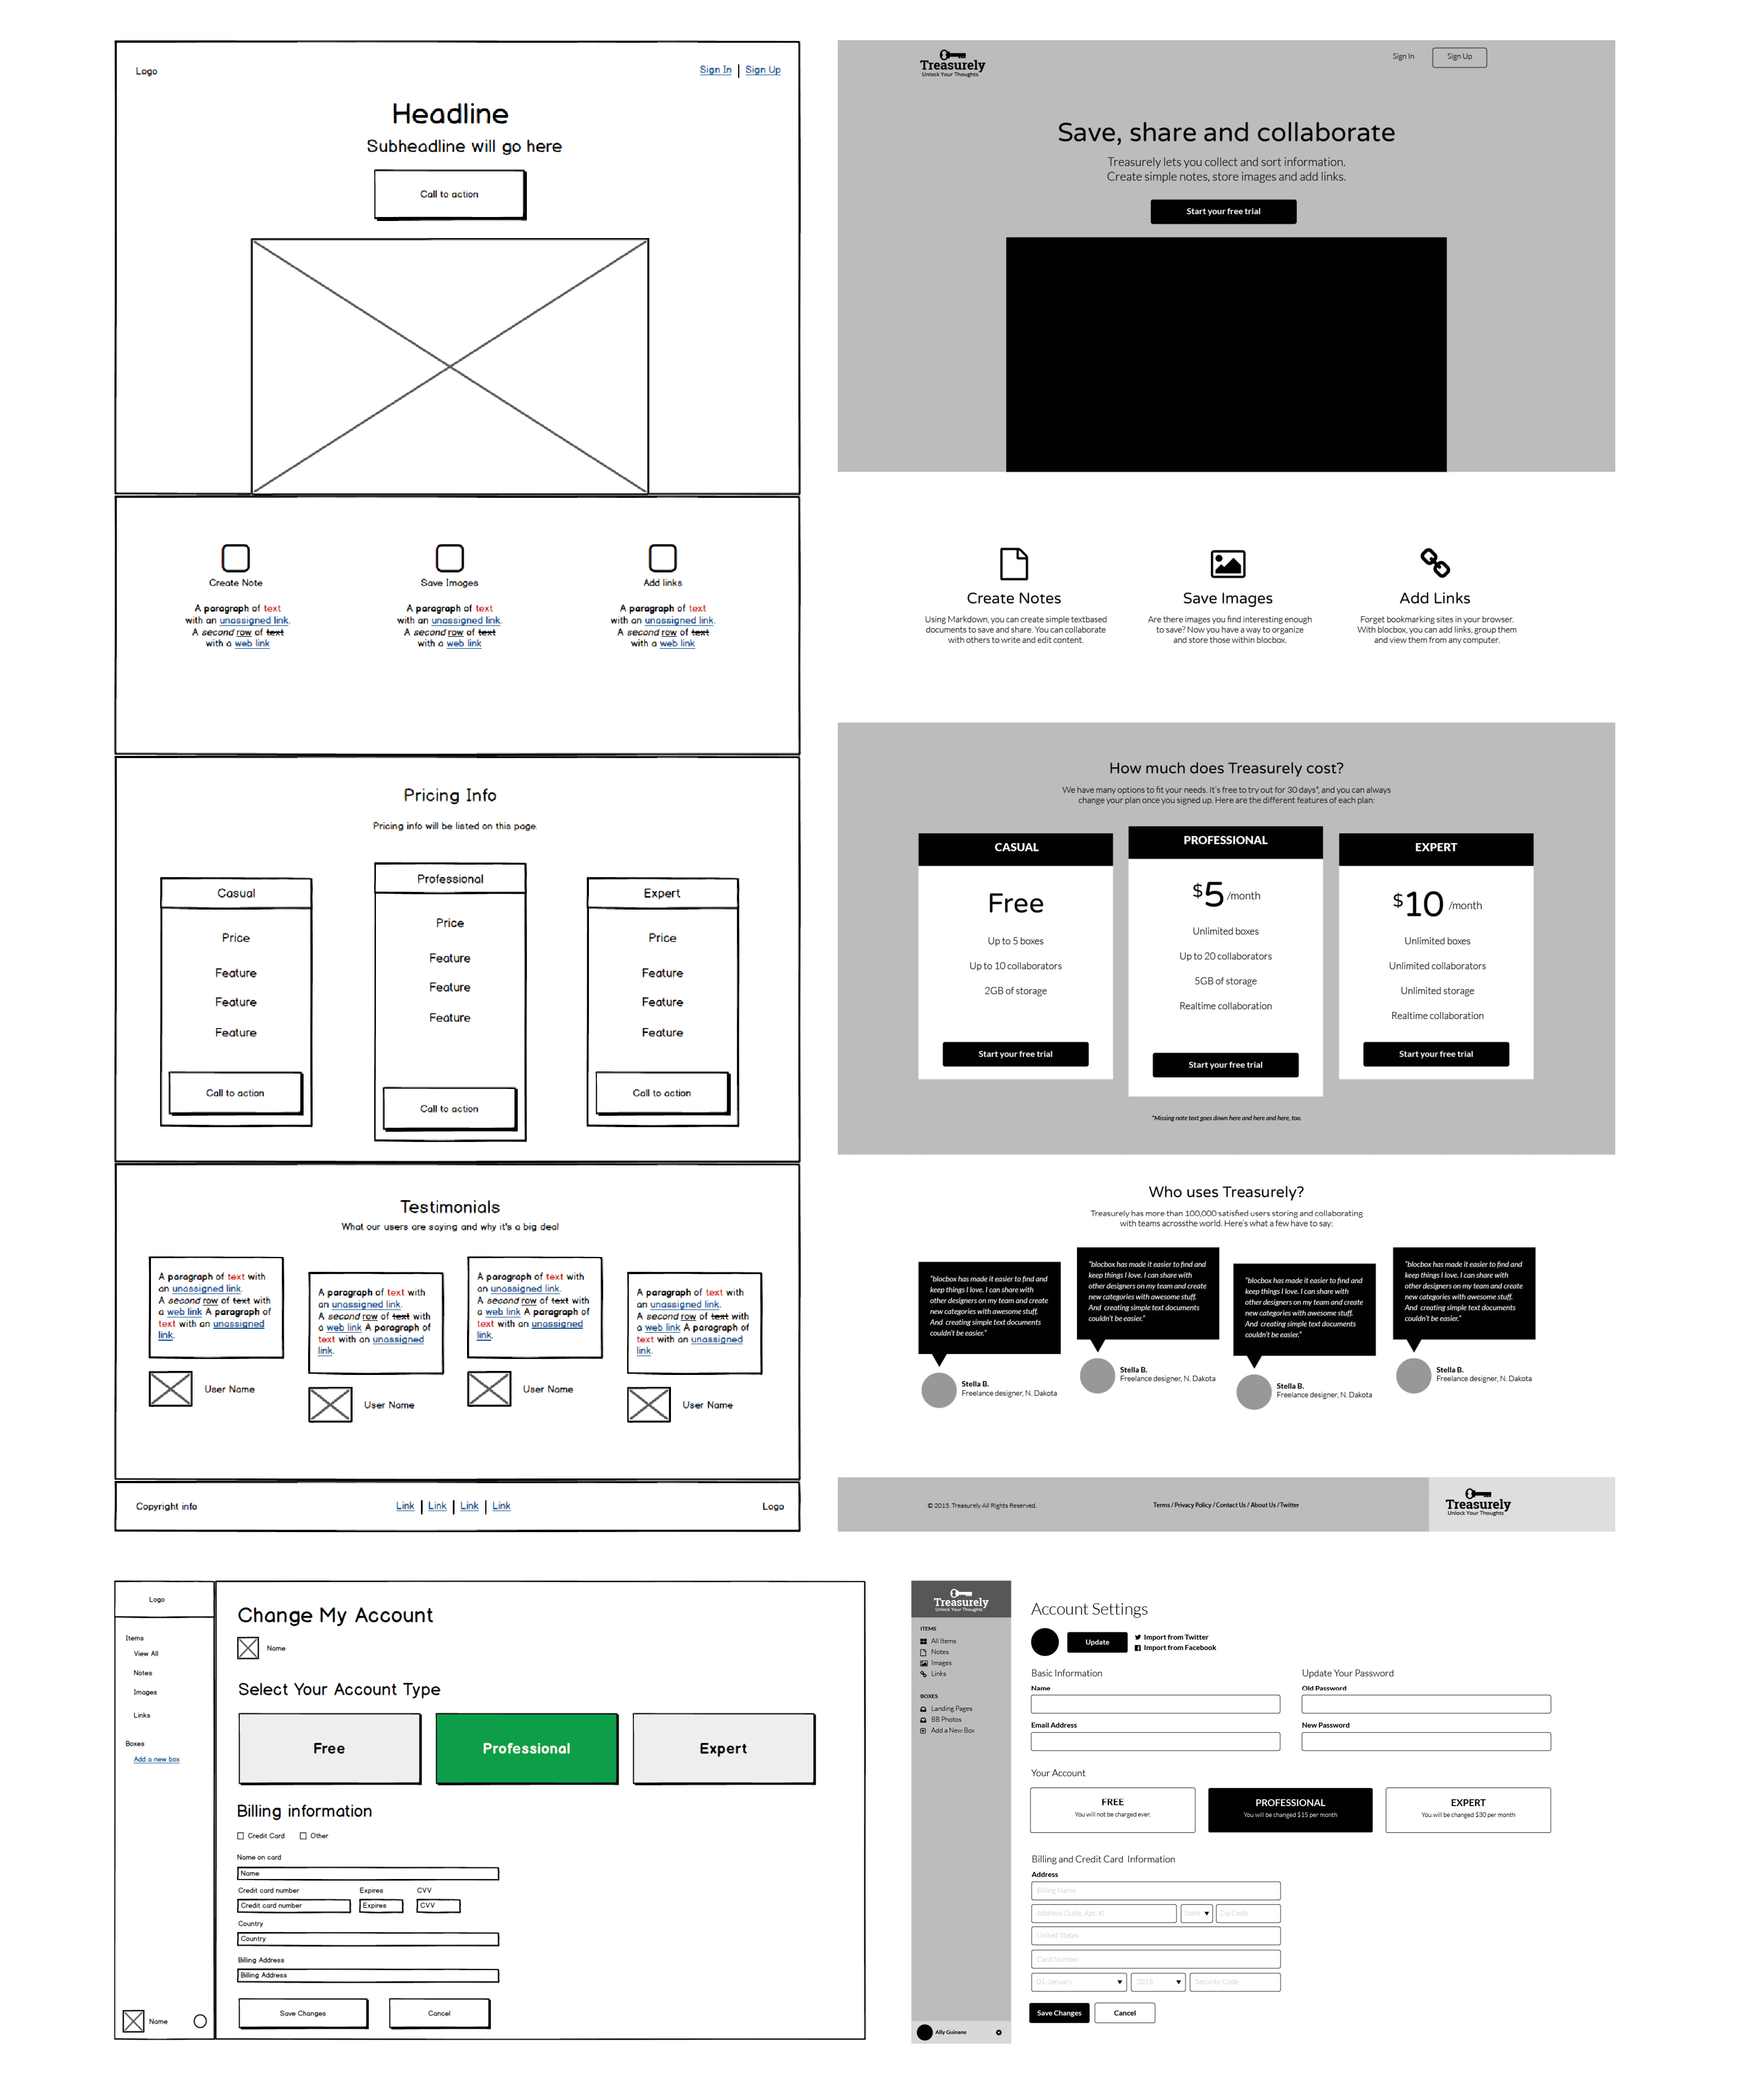 Logo
Sign In | Sign Up
Headline
Subheadline will go here
Call to action
Create Note
A paragraph of text
with an unassigned link.
A second row of text
with a web link
Save Images
A paragraph of text
with an unassigned link.
A second row of text
with a web link
Add links
A paragraph of text
with an unassigned link.
A second row of text
with a web link
Pricing Info
Pricing info will be listed on this page.
Casual
Price
Feature
Feature
Feature
Call to action
Professional
Price
Feature
Feature
Feature
Call to action
Expert
Price
Feature
Feature
Feature
Call to action
Testimonials
What our users are saying and why it's a big deal
A paragraph of text with
an unassigned link.
A second row of text with
a web link A paragraph of
text with an unassigned
link.
User Name
A paragraph of text with
an unassigned link.
A second row of text with
a web link A paragraph of
text with an unassigned
link.
User Name
A paragraph of text with
an unassigned link.
A second row of text with
a web link A paragraph of
text with an unassigned
link.
User Name
A paragraph of text with
an unassigned link.
A second row of text with
a web link A paragraph of
text with an unassigned
link.
User Name
Copyright info
Link | Link | Link | Link
Logo
Treasurely
Unlock Your Thoughts
Sign In
Sign Up
Save, share and collaborate
Treasurely lets you collect and sort information.
Create simple notes, store images and add links.
Start your free trial
Create Notes
Using Markdown, you can create simple textbased
documents to save and share. You can collaborate
with others to write and edit content.
Save Images
Are there images you find interesting enough
to save? Now you have a way to organize
and store those within blocbox.
Add Links
Forget bookmarking sites in your browser.
With blocbox, you can add links, group them
and view them from any computer.
How much does Treasurely cost?
We have many options to fit your needs. It's free to try out for 30 days*, and you can always
change your plan once you signed up. Here are the different features of each plan:
CASUAL
Free
Up to 5 boxes
Up to 10 collaborators
2GB of storage
Start your free trial
PROFESSIONAL
$5 /month
Unlimited boxes
Up to 20 collaborators
5GB of storage
Realtime collaboration
Start your free trial
EXPERT
$10 /month
Unlimited boxes
Unlimited collaborators
Unlimited storage
Realtime collaboration
Start your free trial
*Missing note text goes down here and here and here, too.
Who uses Treasurely?
Treasurely has more than 100,000 satisfied users storing and collaborating
with teams acrossthe world. Here's what a few have to say:
"blocbox has made it easier to find and
keep things I love. I can share with
other designers on my team and create
new categories with awesome stuff.
And creating simple text documents
couldn't be easier."
Stella B.
Freelance designer, N. Dakota
"blocbox has made it easier to find and
keep things I love. I can share with
other designers on my team and create
new categories with awesome stuff.
And creating simple text documents
couldn't be easier."
Stella B.
Freelance designer, N. Dakota
"blocbox has made it easier to find and
keep things I love. I can share with
other designers on my team and create
new categories with awesome stuff.
And creating simple text documents
couldn't be easier."
Stella B.
Freelance designer, N. Dakota
"blocbox has made it easier to find and
keep things I love. I can share with
other designers on my team and create
new categories with awesome stuff.
And creating simple text documents
couldn't be easier."
Stella B.
Freelance designer, N. Dakota
© 2015. Treasurely All Rights Reserved.
Terms / Privacy Policy / Contact Us / About Us / Twitter
Treasurely
Unlock Your Thoughts
Logo
Items
View All
Notes
Images
Links
Boxes
Add a new box
Name
Change My Account
Name
Select Your Account Type
Free
Professional
Expert
Billing information
Credit Card
Other
Name on card
Name
Credit card number
Expires
CVV
Credit card number
Expires
CVV
Country
Country
Billing Address
Billing Address
Save Changes
Cancel
Treasurely
Unlock Your Thoughts
ITEMS
All Items
Notes
Images
Links
BOXES
Landing Pages
BB Photos
Add a New Box
Ally Guinane
Account Settings
Update
Import from Twitter
Import from Facebook
Basic Information
Name
Email Address
Update Your Password
Old Password
New Password
Your Account
FREE
You will not be charged ever.
PROFESSIONAL
You will be changed $15 per month
EXPERT
You will be changed $30 per month
Billing and Credit Card Information
Address
Billing Name
Address (Suite, Apt, #)
State
Zip Code
United States
Card Number
01-January
2015
Security Code
Save Changes
Cancel